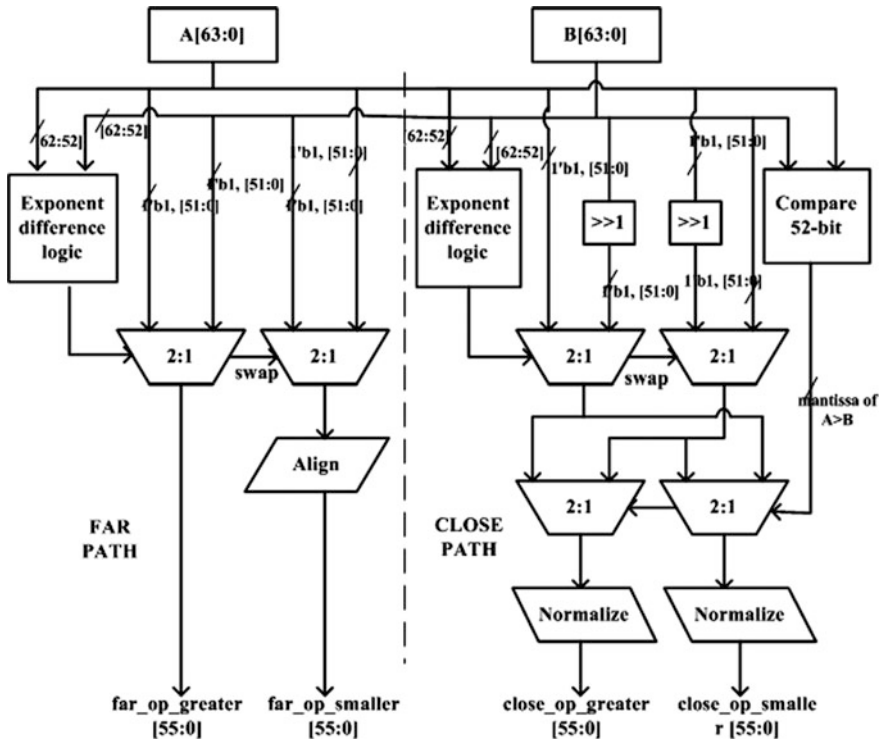 A[63:0]
B[63:0]
62:52]
[62:52]
1'b1, [51:0]
1'b1, [51:0]
1'b1, [51:0]
1'b1, [51:0]
62:52]
[62:52]
1'b1, [51:0]
1'b1, [51:0]
Exponent
difference
logic
Exponent
difference
logic
>>1
>>1
Compare
52-bit
1'b1, [51:0]
1'b1, [51:0]
2:1
2:1
swap
2:1
2:1
swap
mantissa of
A>B
Align
2:1
2:1
FAR
PATH
CLOSE
PATH
Normalize
Normalize
far_op_greater
[55:0]
far_op_smaller
[55:0]
close_op_greater
[55:0]
close_op_smalle
r [55:0]